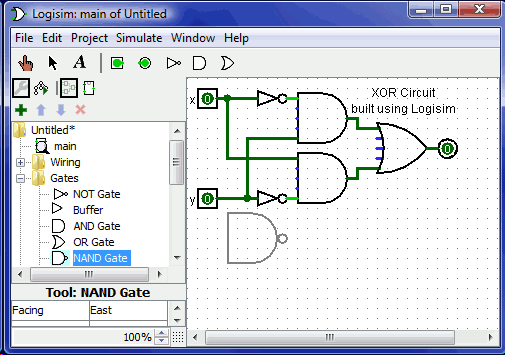 Logisim: main of Untitled
File Edit Project Simulate Window Help
A
Untitled*
main
Wiring
Gates
NOT Gate
Buffer
AND Gate
OR Gate
NAND Gate
Tool: NAND Gate
Facing East
100%
XOR Circuit
built using Logisim
x 0
0
y 0